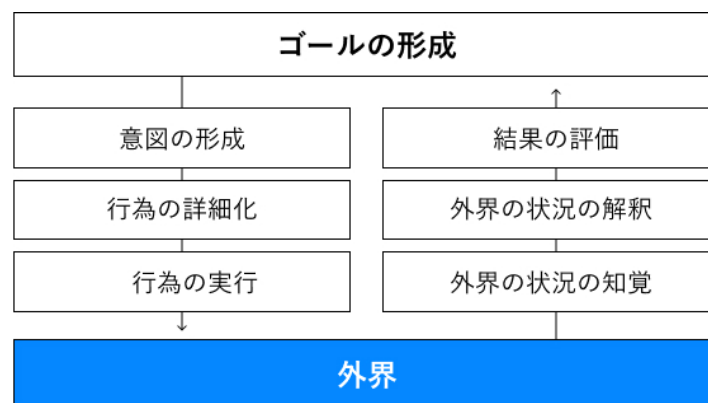 ゴールの形成
意図の形成
行為の詳細化
行為の実行
結果の評価
外界の状況の解釈
外界の状況の知覚
外界